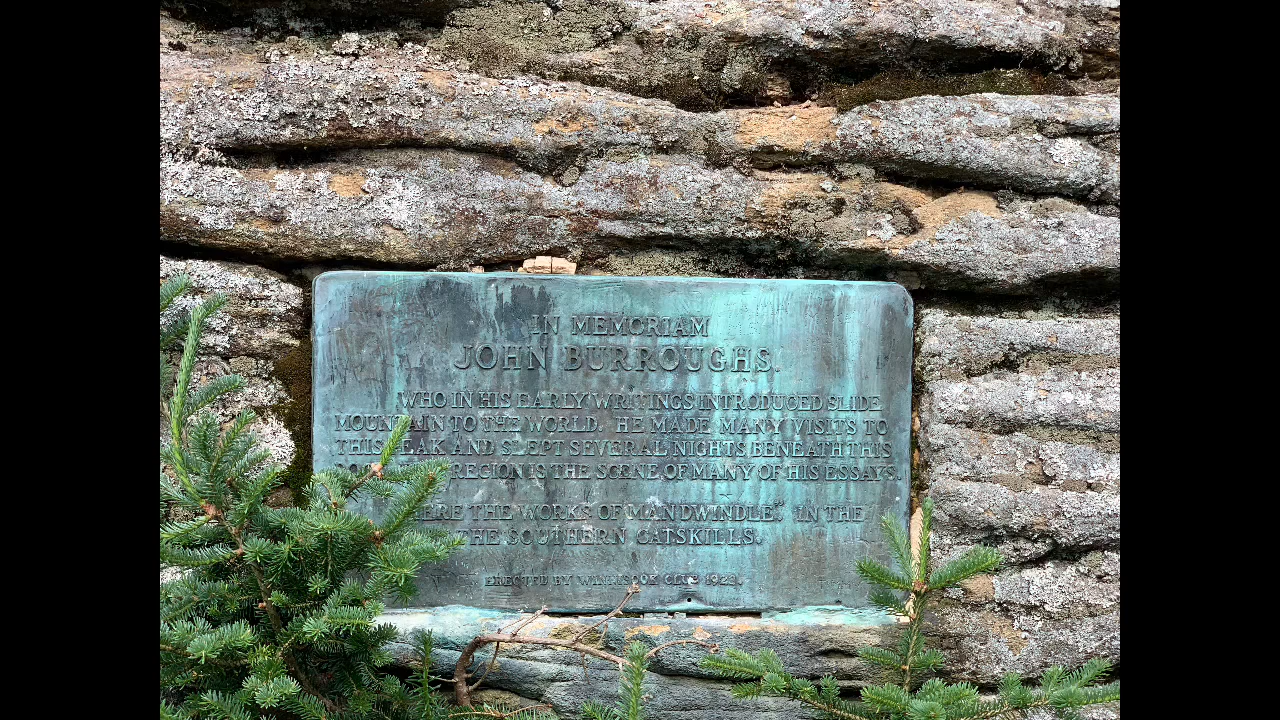 IN MEMORIAM
JOHN BURROUGHS.
WHO IN HIS EARLY WRITINGS INTRODUCED SLIDE
MOUNTAIN TO THE WORLD. HE MADE MANY VISITS TO
THIS PEAK AND SLEPT SEVERAL NIGHTS BENEATH THIS
REGION IS THE SCENE OF MANY OF HIS ESSAYS.
THE WORKS OF MAN DWINDLE". IN THE
THE SOUTHERN CATSKILLS.
ERECTED BY WINNISOOK CLUB 1923.